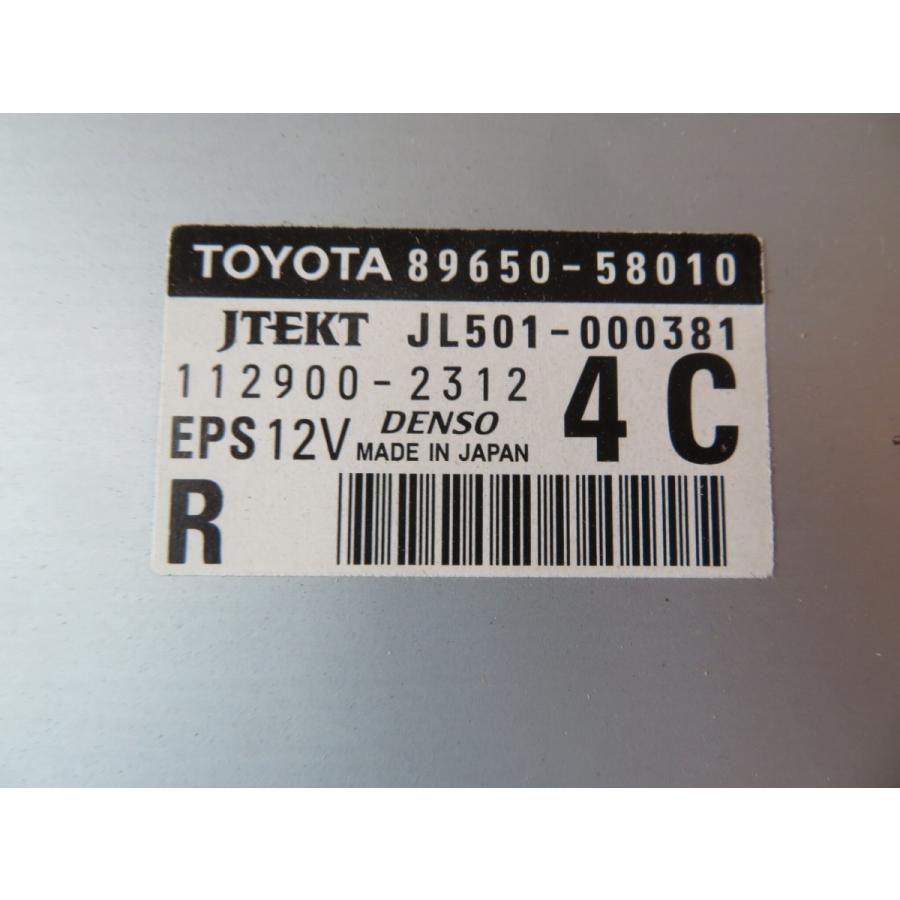 TOYOTA 89650-58010
JTEKT JL501-000381
112900-2312 4C
EPS 12V DENSO
MADE IN JAPAN
R